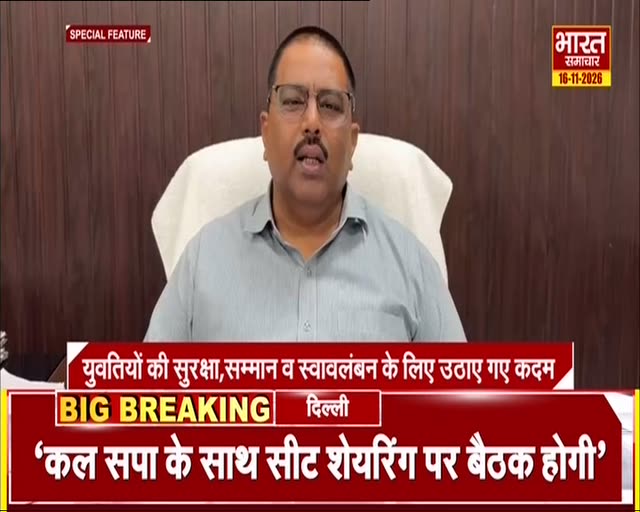 SPECIAL FEATURE
भारत
समाचार
16-11-2026
युवतियों की सुरक्षा,सम्मान व स्वावलंबन के लिए उठाए गए कदम
BIG BREAKING
दिल्ली
‘कल सपा के साथ सीट शेयरिंग पर बैठक होगी’